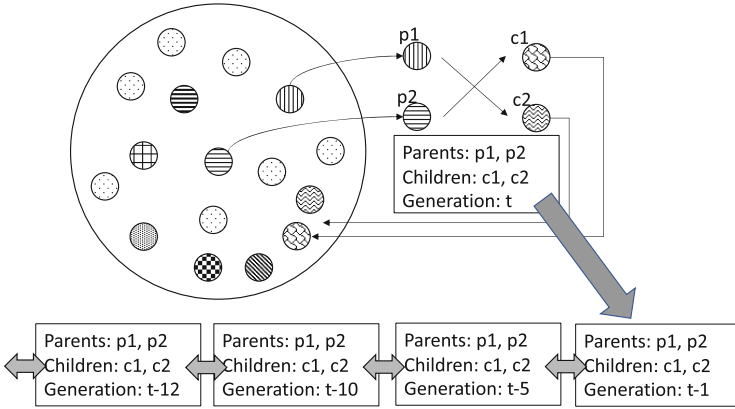 p1
c1
p2
c2
Parents: p1, p2
Children: c1, c2
Generation: t
Parents: p1, p2
Children: c1, c2
Generation: t-12
Parents: p1, p2
Children: c1, c2
Generation: t-10
Parents: p1, p2
Children: c1, c2
Generation: t-5
Parents: p1, p2
Children: c1, c2
Generation: t-1